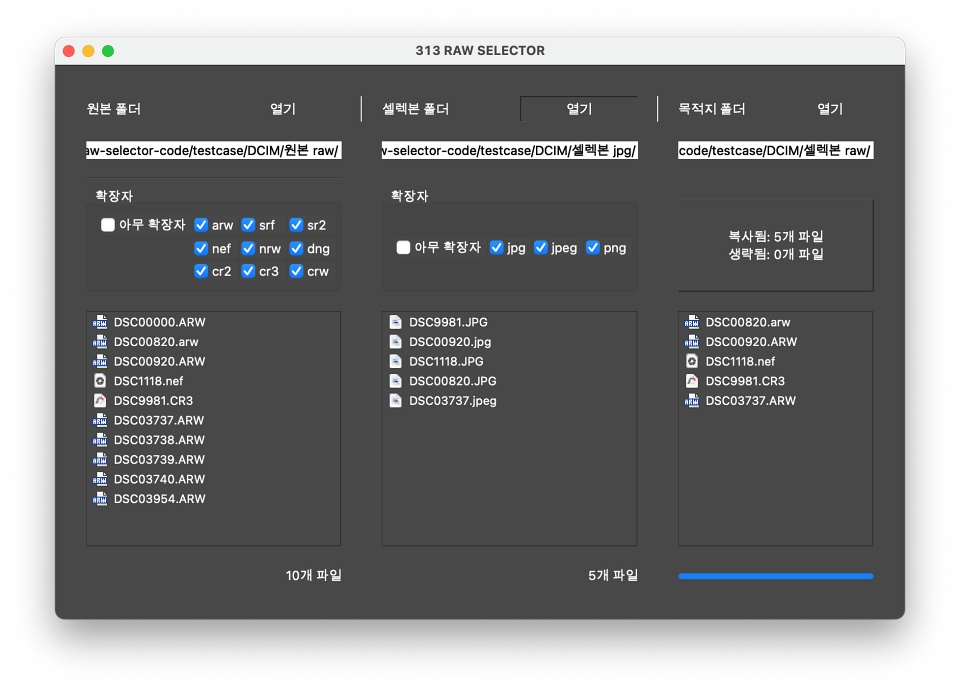 313 RAW SELECTOR
원본 폴더
열기
셀렉본 폴더
열기
목적지 폴더
열기
aw-selector-code/testcase/DCIM/원본 raw/
w-selector-code/testcase/DCIM/셀렉본 jpg/
code/testcase/DCIM/셀렉본 raw/
확장자
아무 확장자
arw
srf
sr2
nef
nrw
dng
cr2
cr3
crw
확장자
아무 확장자
jpg
jpeg
png
복사됨: 5개 파일
생략됨: 0개 파일
DSC00000.ARW
DSC00820.arw
DSC00920.ARW
DSC1118.nef
DSC9981.CR3
DSC03737.ARW
DSC03738.ARW
DSC03739.ARW
DSC03740.ARW
DSC03954.ARW
DSC9981.JPG
DSC00920.jpg
DSC1118.JPG
DSC00820.JPG
DSC03737.jpeg
DSC00820.arw
DSC00920.ARW
DSC1118.nef
DSC9981.CR3
DSC03737.ARW
10개 파일
5개 파일